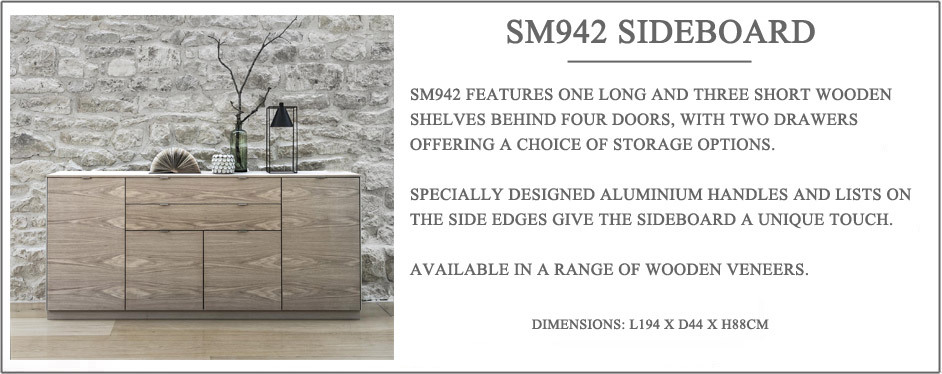 SM942 SIDEBOARD
SM942 FEATURES ONE LONG AND THREE SHORT WOODEN
SHELVES BEHIND FOUR DOORS, WITH TWO DRAWERS
OFFERING A CHOICE OF STORAGE OPTIONS.
SPECIALLY DESIGNED ALUMINIUM HANDLES AND LISTS ON
THE SIDE EDGES GIVE THE SIDEBOARD A UNIQUE TOUCH.
AVAILABLE IN A RANGE OF WOODEN VENEERS.
DIMENSIONS: L194 X D44 X H88CM